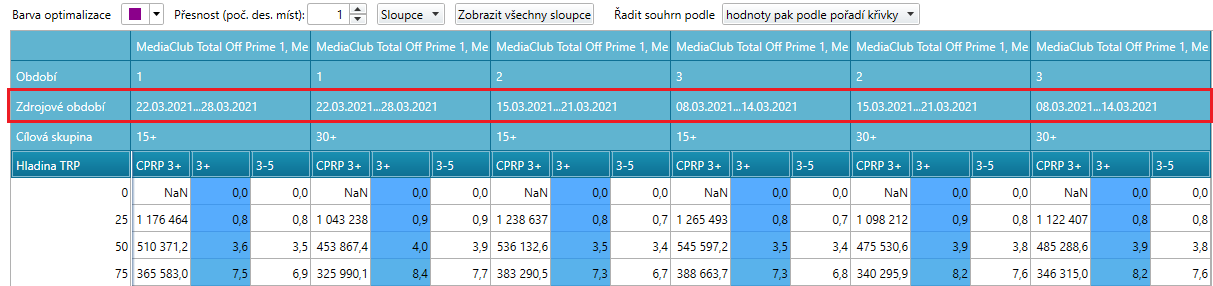 Barva optimalizace Přesnost (poč. des. míst): 1 Sloupce Zobrazit všechny sloupce Řadit souhrn podle hodnoty pak podle pořadí křivky
MediaClub Total Off Prime 1, Me MediaClub Total Off Prime 1, Me MediaClub Total Off Prime 1, Me MediaClub Total Off Prime 1, Me MediaClub Total Off Prime 1, Me MediaClub Total Off Prime 1, Me
Období 1 1 2 3 2 3
Zdrojové období 22.03.2021...28.03.2021 22.03.2021...28.03.2021 15.03.2021...21.03.2021 08.03.2021...14.03.2021 15.03.2021...21.03.2021 08.03.2021...14.03.2021
Cílová skupina 15+ 30+ 15+ 15+ 30+ 30+
Hladina TRP CPRP 3+ 3+ 3-5 CPRP 3+ 3+ 3-5 CPRP 3+ 3+ 3-5 CPRP 3+ 3+ 3-5 CPRP 3+ 3+ 3-5 CPRP 3+ 3+ 3-5
0 NaN 0,0 0,0 NaN 0,0 0,0 NaN 0,0 0,0 NaN 0,0 0,0 NaN 0,0 0,0 NaN 0,0 0,0
25 1 176 464 0,8 0,8 1 043 238 0,9 0,9 1 238 637 0,8 0,7 1 265 493 0,8 0,7 1 098 212 0,9 0,8 1 122 407 0,8 0,8
50 510 371,2 3,6 3,5 453 867,4 4,0 3,9 536 132,6 3,5 3,4 545 597,2 3,5 3,4 475 530,6 3,9 3,8 485 288,6 3,9 3,8
75 365 583,0 7,5 6,9 325 990,1 8,4 7,7 383 290,5 7,3 6,7 388 663,7 7,3 6,8 340 295,9 8,2 7,6 346 315,0 8,2 7,6